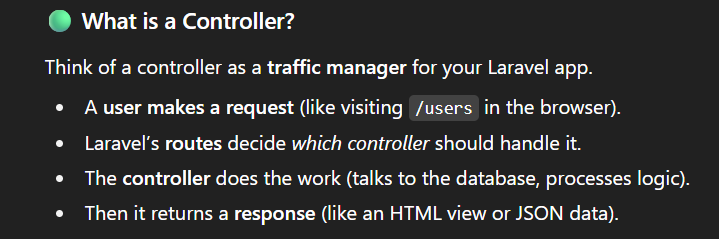 What is a Controller?
Think of a controller as a traffic manager for your Laravel app.
• A user makes a request (like visiting /users in the browser).
• Laravel’s routes decide which controller should handle it.
• The controller does the work (talks to the database, processes logic).
• Then it returns a response (like an HTML view or JSON data).